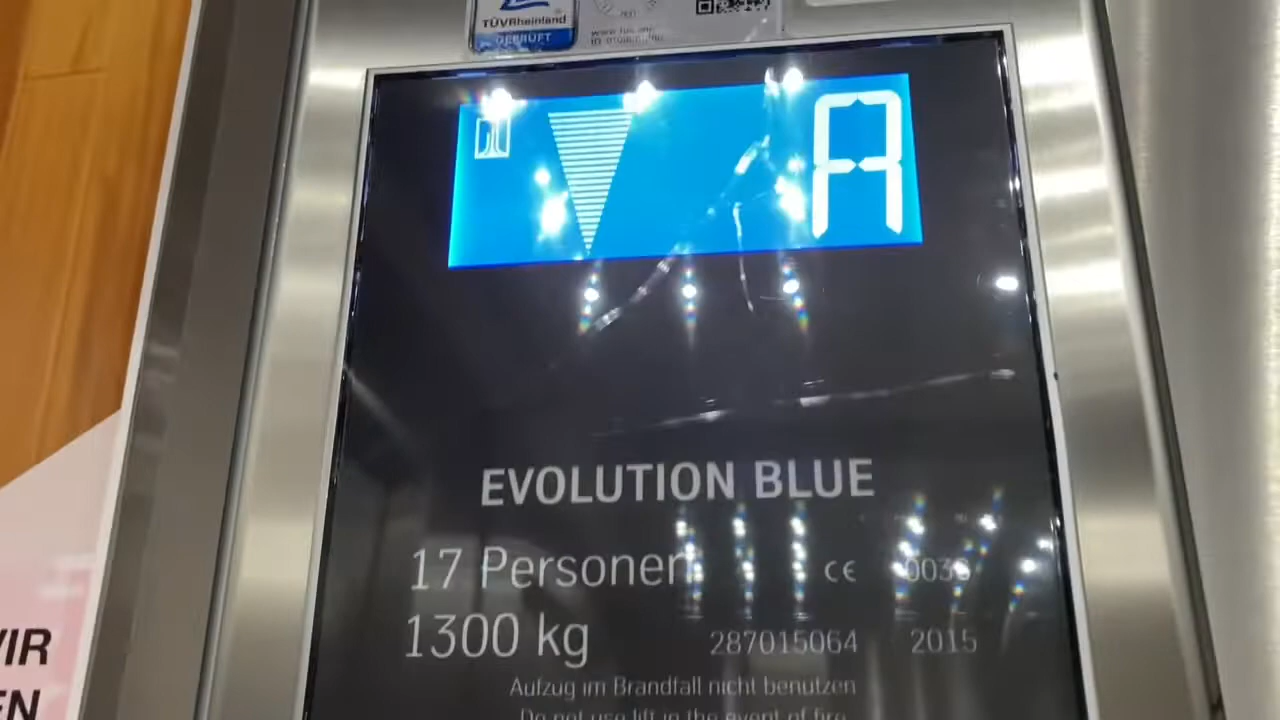 TÜVRheinland
GEPRÜFT
A
EVOLUTION BLUE
17 Personen
CE
1300 kg
287015064 2015
Aufzug im Brandfall nicht benutzen
Do not use lift in the event of fire